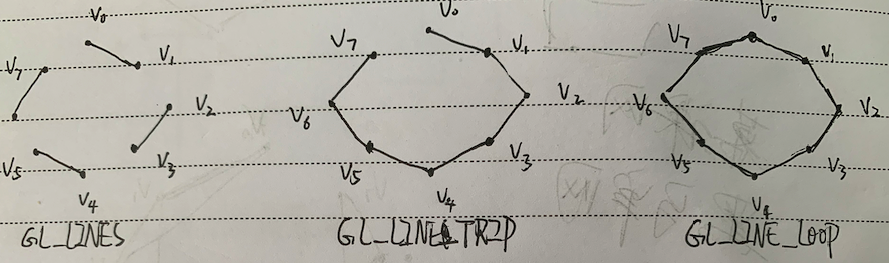 V₀
V₁
V₂
V₃
V₄
V₅
V₇
GL_LINES
V₀
V₁
V₂
V₃
V₄
V₅
V₆
V₇
GL_LINE_TRIP
V₀
V₁
V₂
V₃
V₄
V₅
V₆
V₇
GL_LINE_LOOP